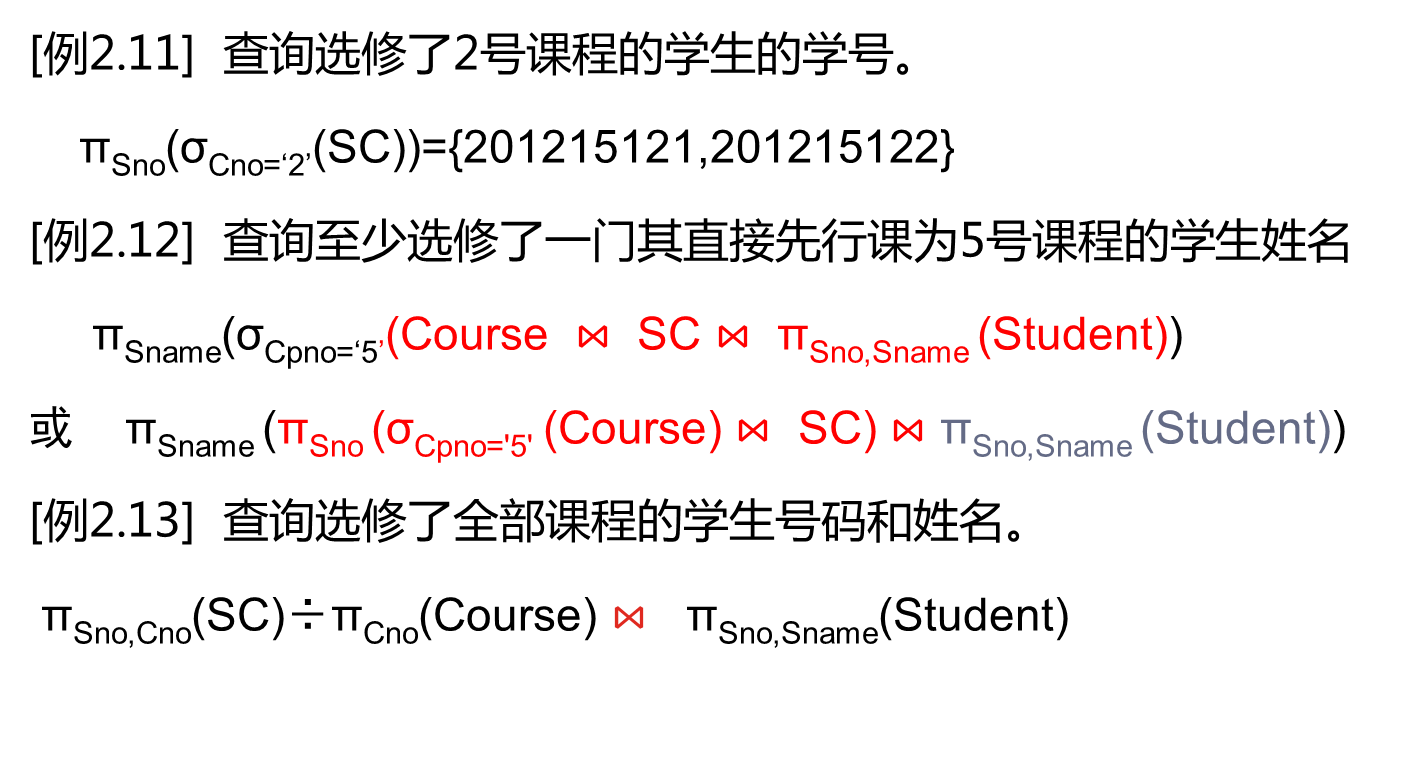 [例2.11] 查询选修了2号课程的学生的学号。
πSno(σCno=‘2’(SC))={201215121,201215122}
[例2.12] 查询至少选修了一门其直接先行课为5号课程的学生姓名
πSname(σCpno=‘5’(Course ⋈ SC ⋈ πSno,Sname (Student))
或 πSname (πSno (σCpno='5' (Course) ⋈ SC) ⋈ πSno,Sname (Student))
[例2.13] 查询选修了全部课程的学生号码和姓名。
πSno,Cno(SC)÷πCno(Course) ⋈ πSno,Sname(Student)